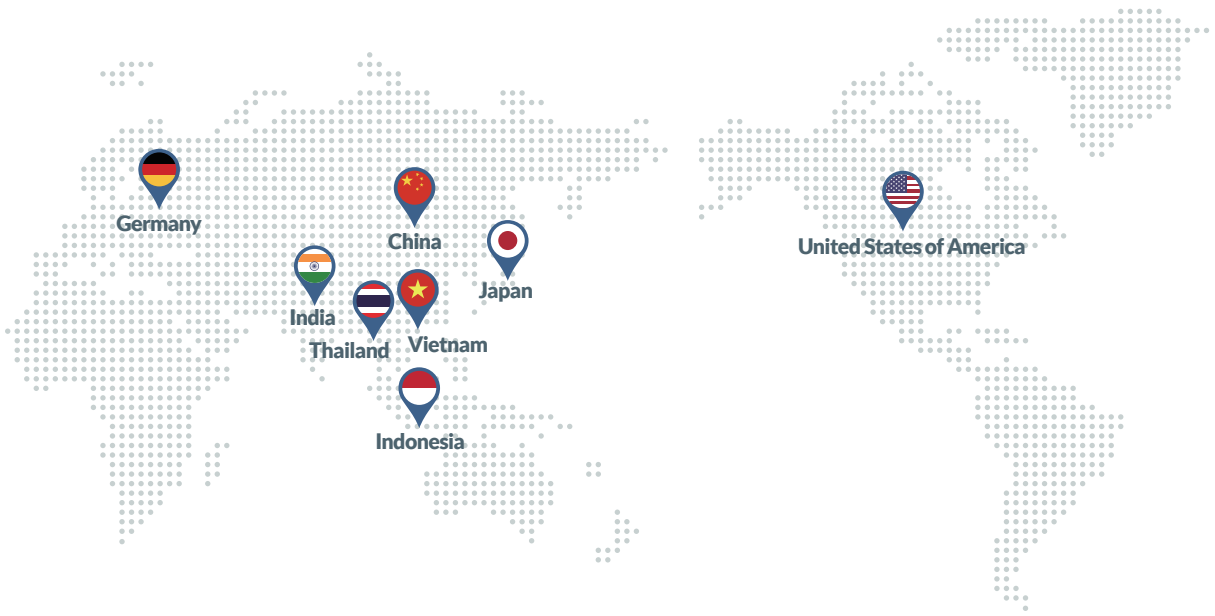 Germany
China
United States of America
Japan
India
Thailand
Vietnam
Indonesia